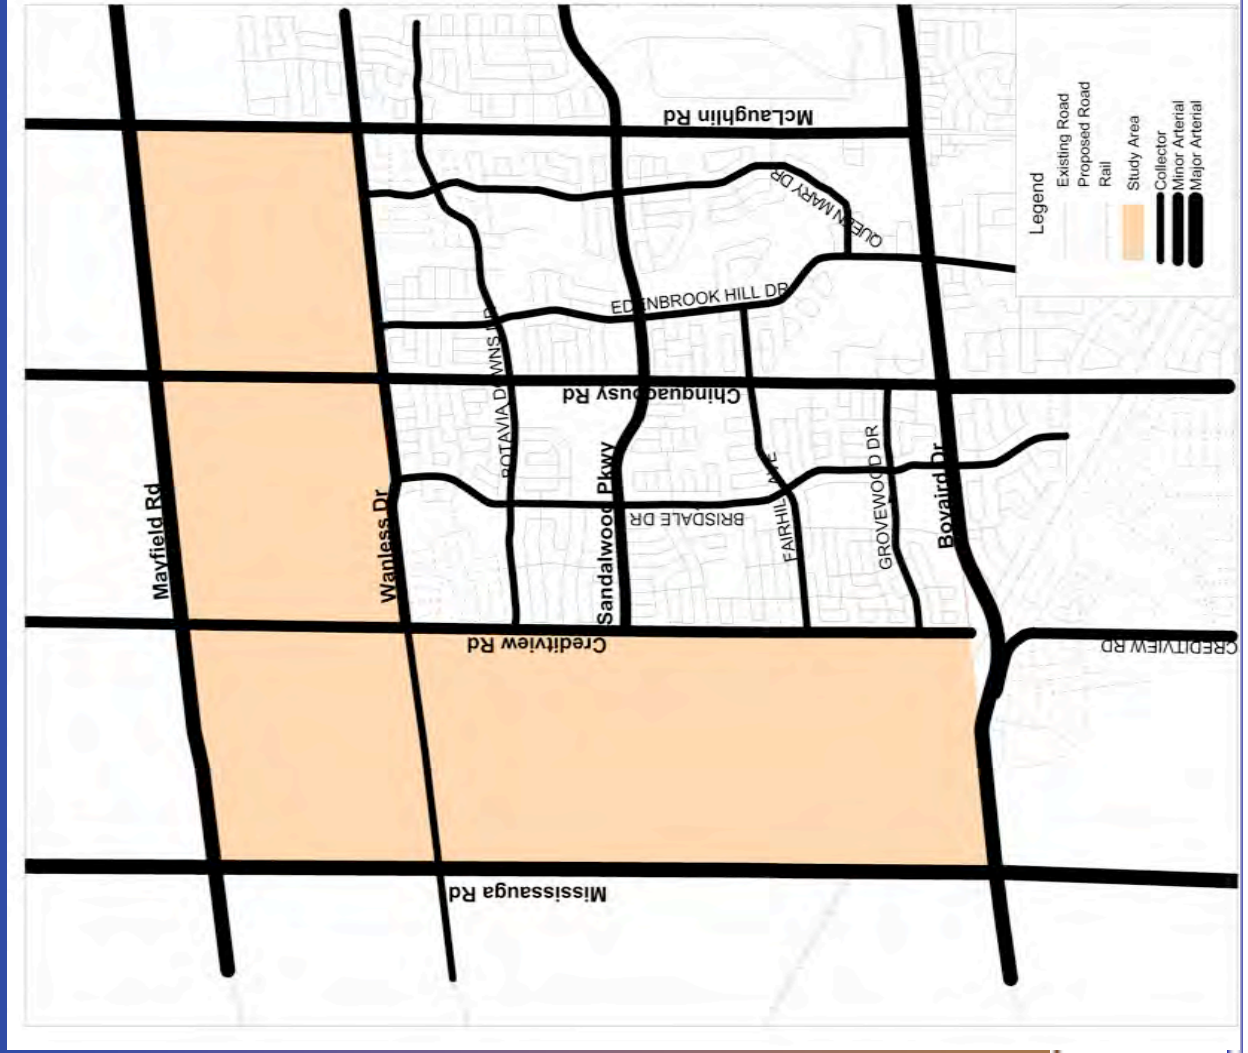 McLaughlin Rd
QUEEN MARY DR
EDENBROOK HILL DR
Chinguacousy Rd
BOTAVIA DOWNS DR
Mayfield Rd
Wanless Dr
Sandalwood Pkwy
BRISDALE DR
FAIRHILL AVE
GROVEWOOD DR
Bovaird Dr
Creditview Rd
CREDITVIEW RD
Mississauga Rd
Legend
Existing Road
Proposed Road
Rail
Study Area
Collector
Minor Arterial
Major Arterial